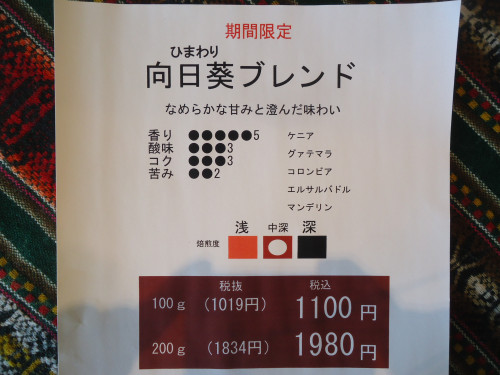 期間限定
ひまわり
向日葵ブレンド
なめらかな甘みと澄んだ味わい
香り ●●●●●5
酸味 ●●●3
コク ●●●3
苦み ●●2
ケニア
グァテマラ
コロンビア
エルサルバドル
マンデリン
浅 中深 深
焙煎度
税抜 税込
100g (1019円) 1100円
200g (1834円) 1980円